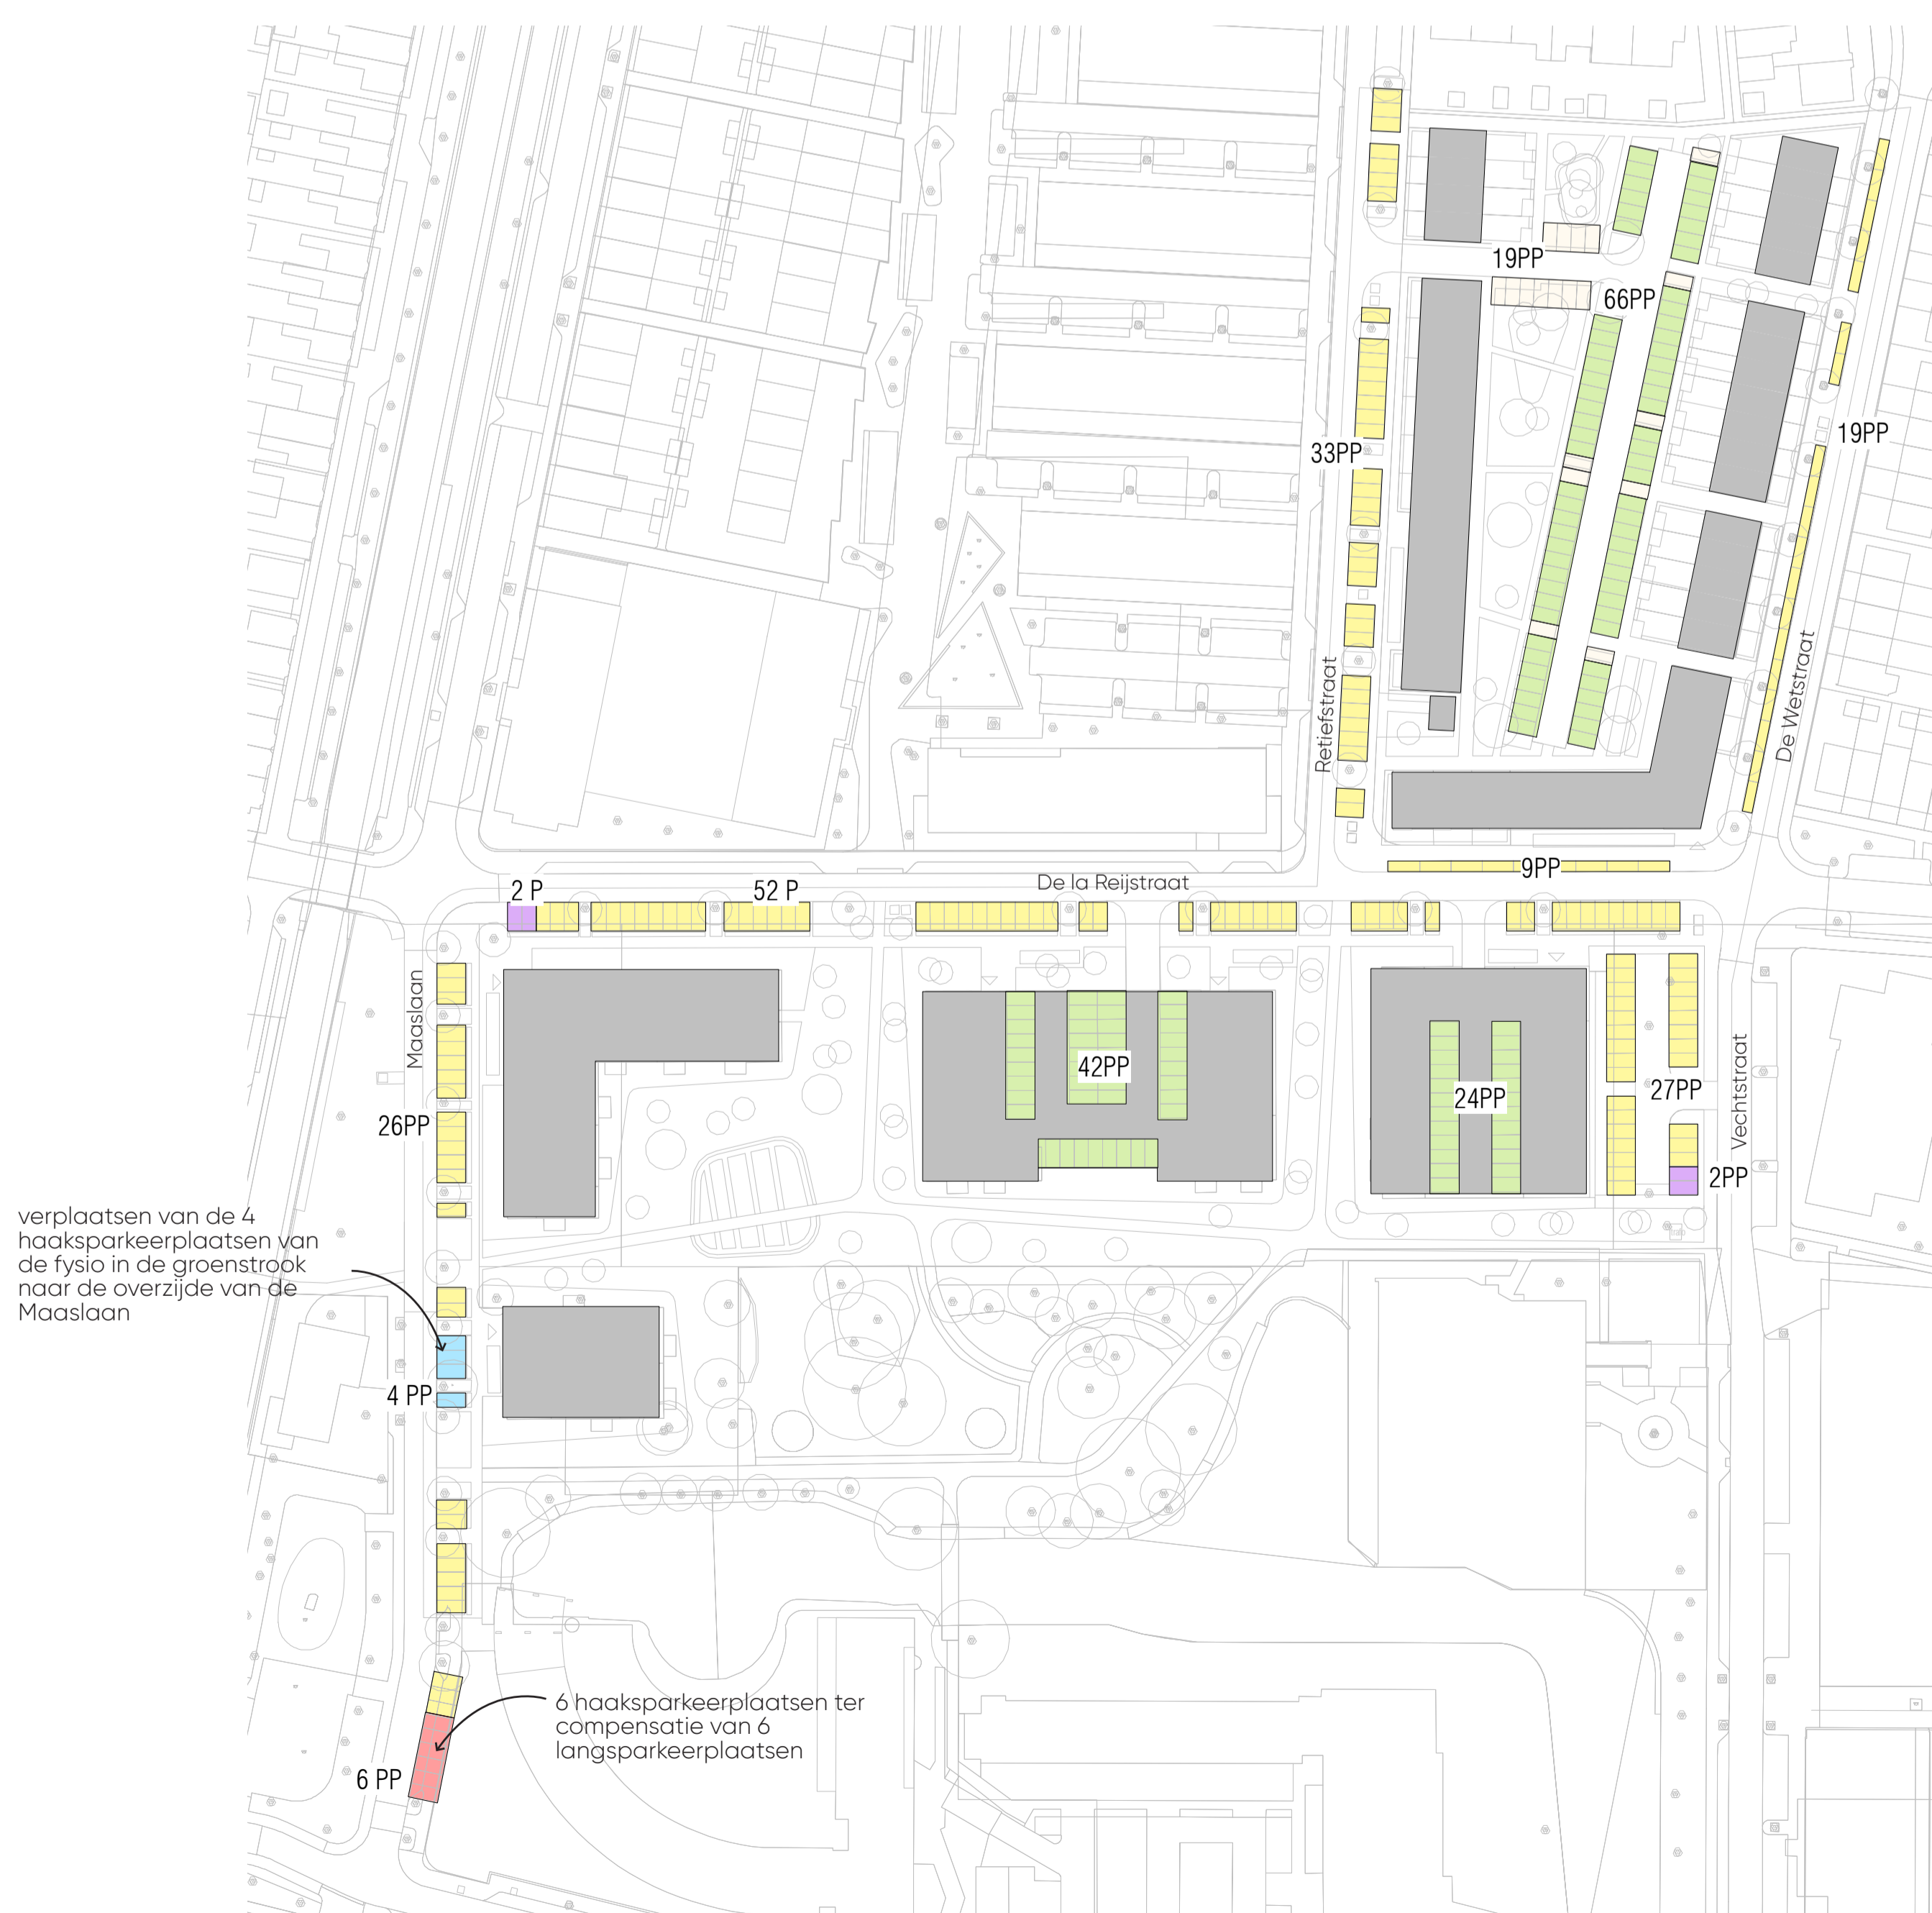 19PP
66PP
19PP
33PP
Retiefstraat
De Wetstraat
9PP
De la Reijstraat
2 P
52 P
Maaslaan
42PP
24PP
27PP
Vechtstraat
2PP
26PP
verplaatsen van de 4
haaksparkeerplaatsen van
de fysio in de groenstrook
naar de overzijde van de
Maaslaan
4 PP
6 haaksparkeerplaatsen ter
compensatie van 6
langsparkeerplaatsen
6 PP